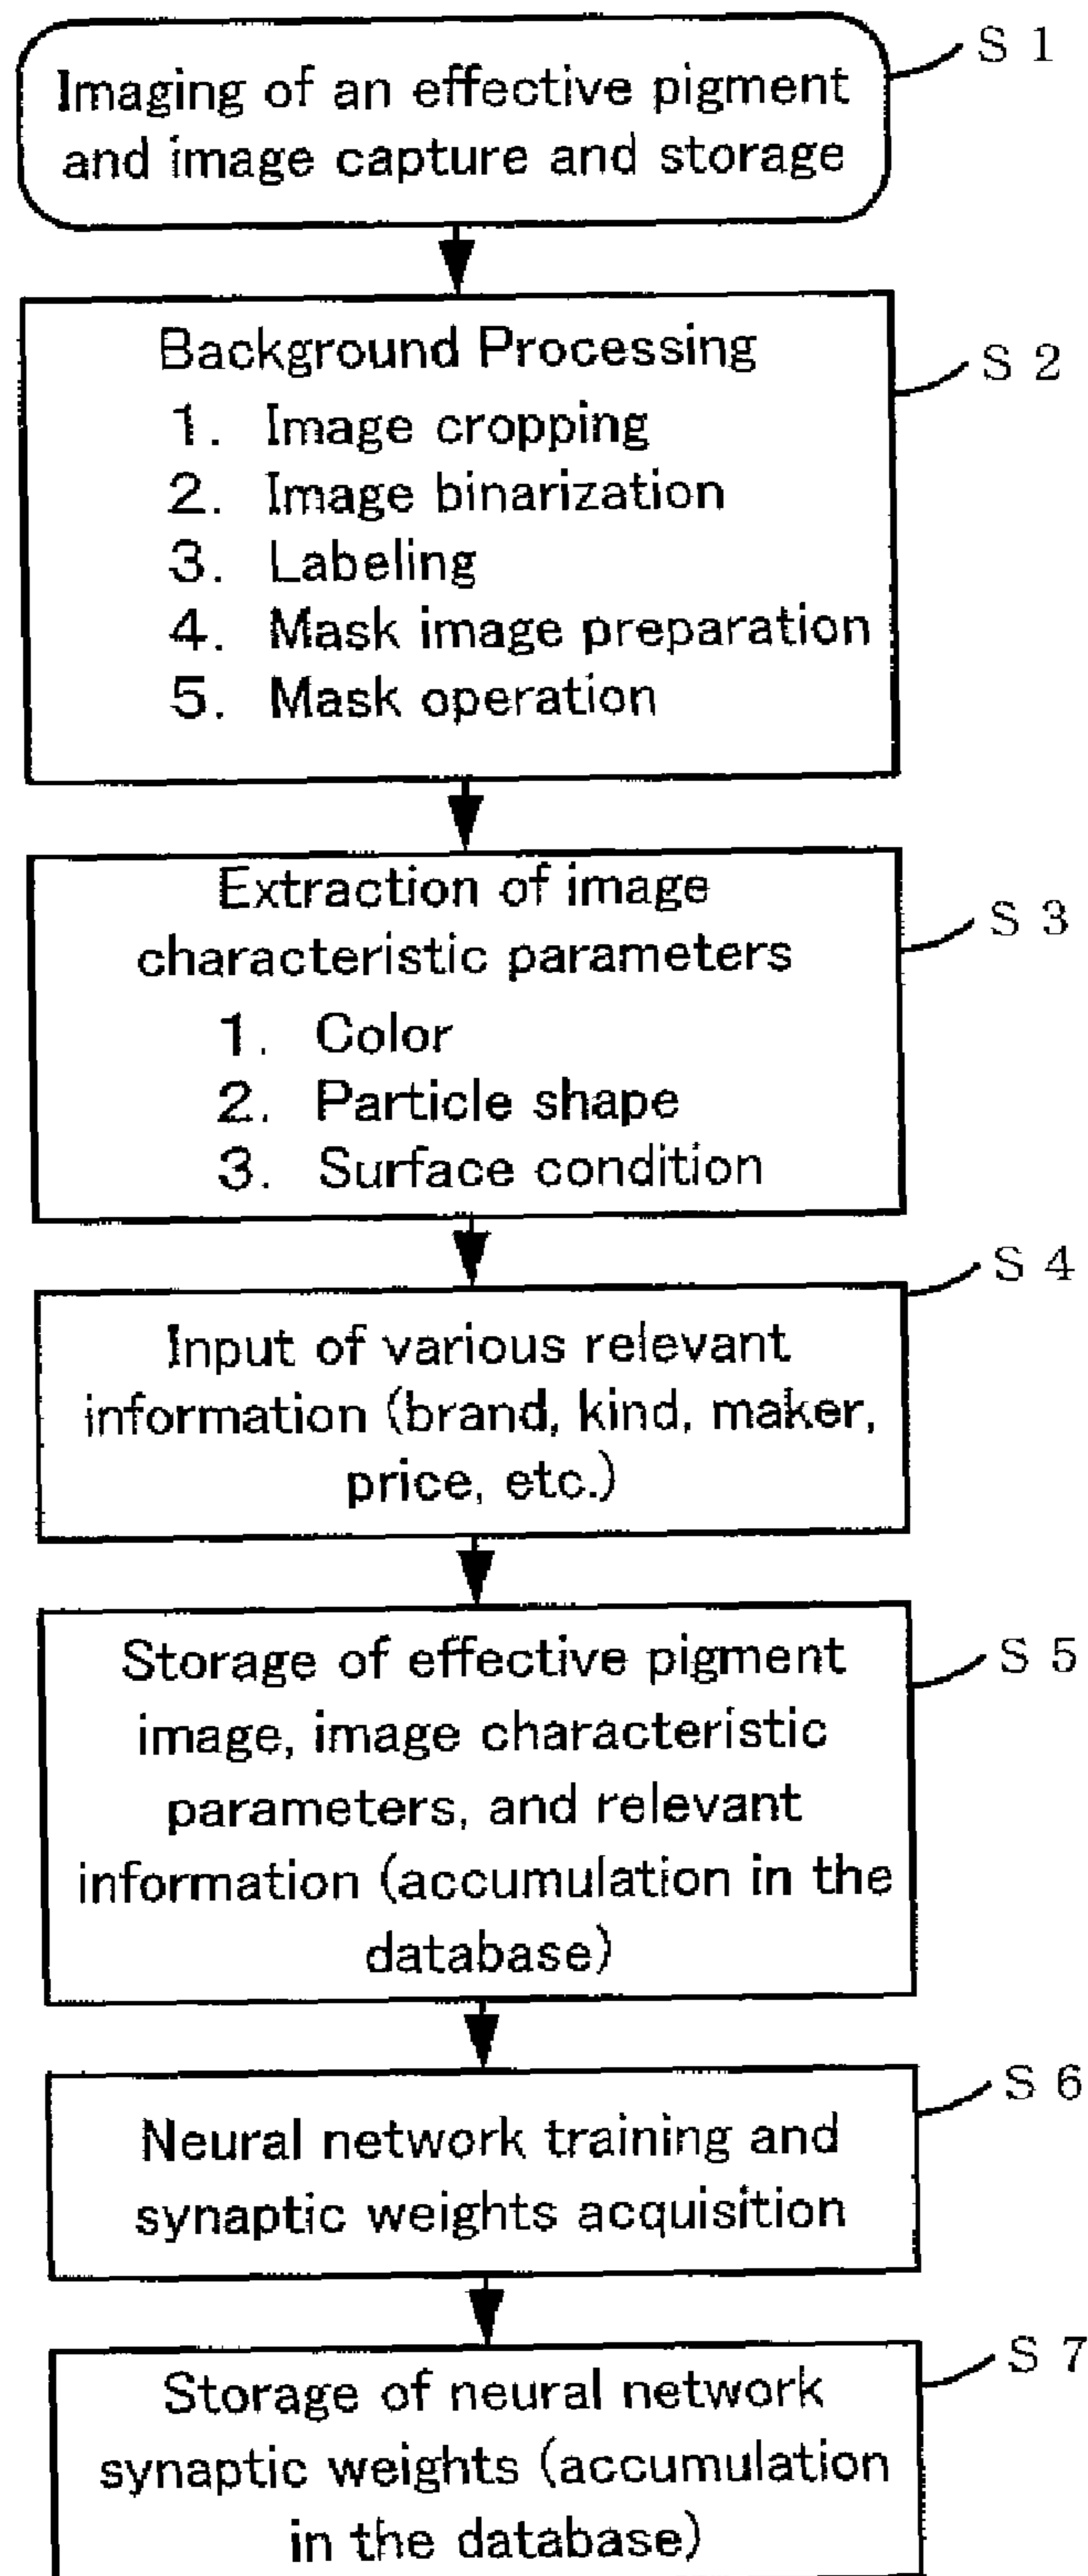 Imaging of an effective pigment
and image capture and storage
S 1
Background Processing
S 2
1. Image cropping
2. Image binarization
3. Labeling
4. Mask image preparation
5. Mask operation
Extraction of image
characteristic parameters
S 3
1. Color
2. Particle shape
3. Surface condition
S 4
Input of various relevant
information (brand, kind, maker,
price, etc.)
Storage of effective pigment
image, image characteristic
parameters, and relevant
information (accumulation in the
database)
S 5
Neural network training and
synaptic weights acquisition
S 6
Storage of neural network
synaptic weights (accumulation
in the database)
S 7